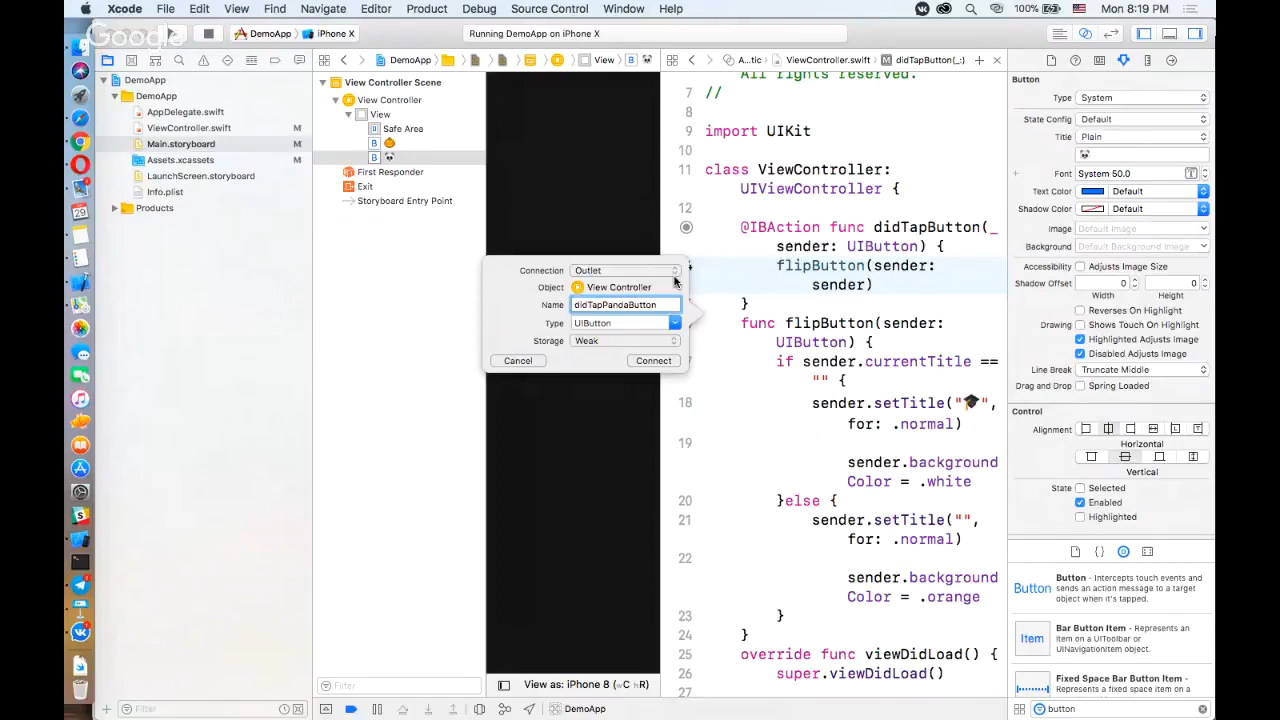 Xcode File Edit View Find Navigate Editor Product Debug Source Control Window Help 100% Mon 8:19 PM
Google
DemoApp iPhone X Running DemoApp on iPhone X
DemoApp View A...tic ViewController.swift didTapButton(_:)
DemoApp
DemoApp
AppDelegate.swift
ViewController.swift M
Main.storyboard M
Assets.xcassets M
LaunchScreen.storyboard
Info.plist
Products
Filter
View Controller Scene
View Controller
View
Safe Area
B 🎃
B 🐼
First Responder
Exit
Storyboard Entry Point
Filter
Connection Outlet
Object View Controller
Name didTapPandaButton
Type UIButton
Storage Weak
Cancel Connect
View as: iPhone 8 (wC hR)
DemoApp
All rights reserved.
7 //
8
9 import UIKit
10
11 class ViewController:
UIViewController {
12
@IBAction func didTapButton(_
sender: UIButton) {
flipButton(sender:
sender)
}
func flipButton(sender:
UIButton) {
if sender.currentTitle ==
"" {
18 sender.setTitle("🎓",
for: .normal)
19
sender.background
Color = .white
20 }else {
21 sender.setTitle("",
for: .normal)
22
sender.background
Color = .orange
23 }
24 }
25 override func viewDidLoad() {
26 super.viewDidLoad()
27
Button
Type System
State Config Default
Title Plain
🐼
Font System 50.0
Text Color Default
Shadow Color Default
Image Default Image
Background Default Background Image
Accessibility Adjusts Image Size
Shadow Offset 0 0
Width Height
Reverses On Highlight
Drawing Shows Touch On Highlight
Highlighted Adjusts Image
Disabled Adjusts Image
Line Break Truncate Middle
Drag and Drop Spring Loaded
Control
Alignment
Horizontal
Vertical
State Selected
Enabled
Highlighted
Button Button - Intercepts touch events and
sends an action message to a target
object when it's tapped.
Item Bar Button Item - Represents an
item on a UIToolbar or
UINavigationItem object.
Fixed Space Bar Button Item -
Represents a fixed space item on a
button